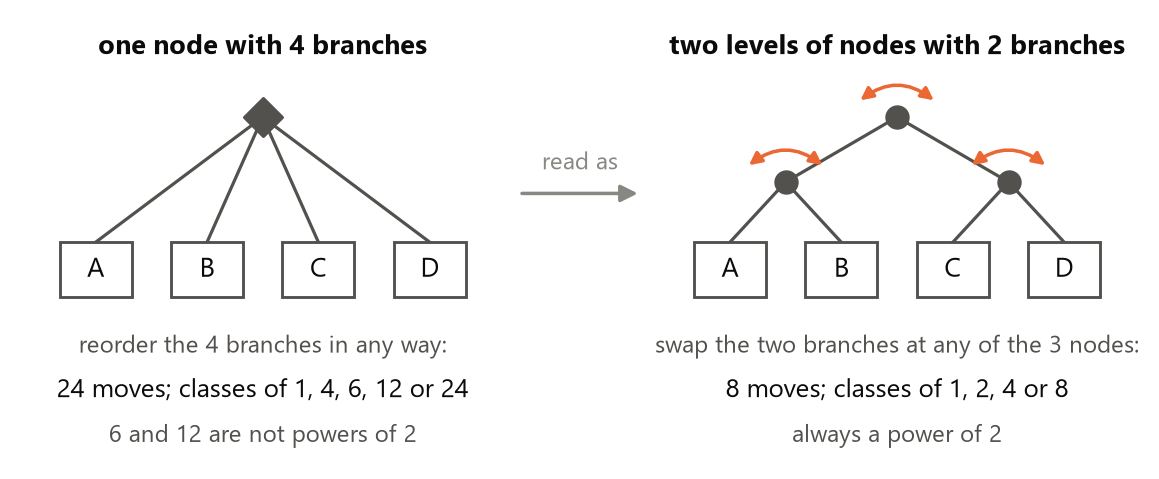 one node with 4 branches
two levels of nodes with 2 branches
read as
A B C D
A B C D
reorder the 4 branches in any way:
24 moves; classes of 1, 4, 6, 12 or 24
6 and 12 are not powers of 2
swap the two branches at any of the 3 nodes:
8 moves; classes of 1, 2, 4 or 8
always a power of 2